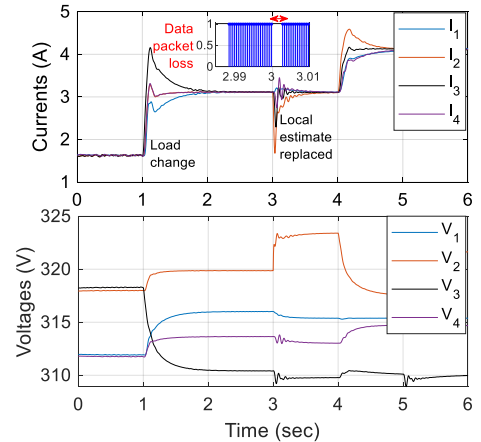 5
4
3
2
1
Currents (A)
Data
packet
loss
1
0.5
0
2.99
3
3.01
I1
I2
I3
I4
Load
change
Local
estimate
replaced
0 1 2 3 4 5 6
325
320
315
310
Voltages (V)
V1
V2
V3
V4
0 1 2 3 4 5 6
Time (sec)